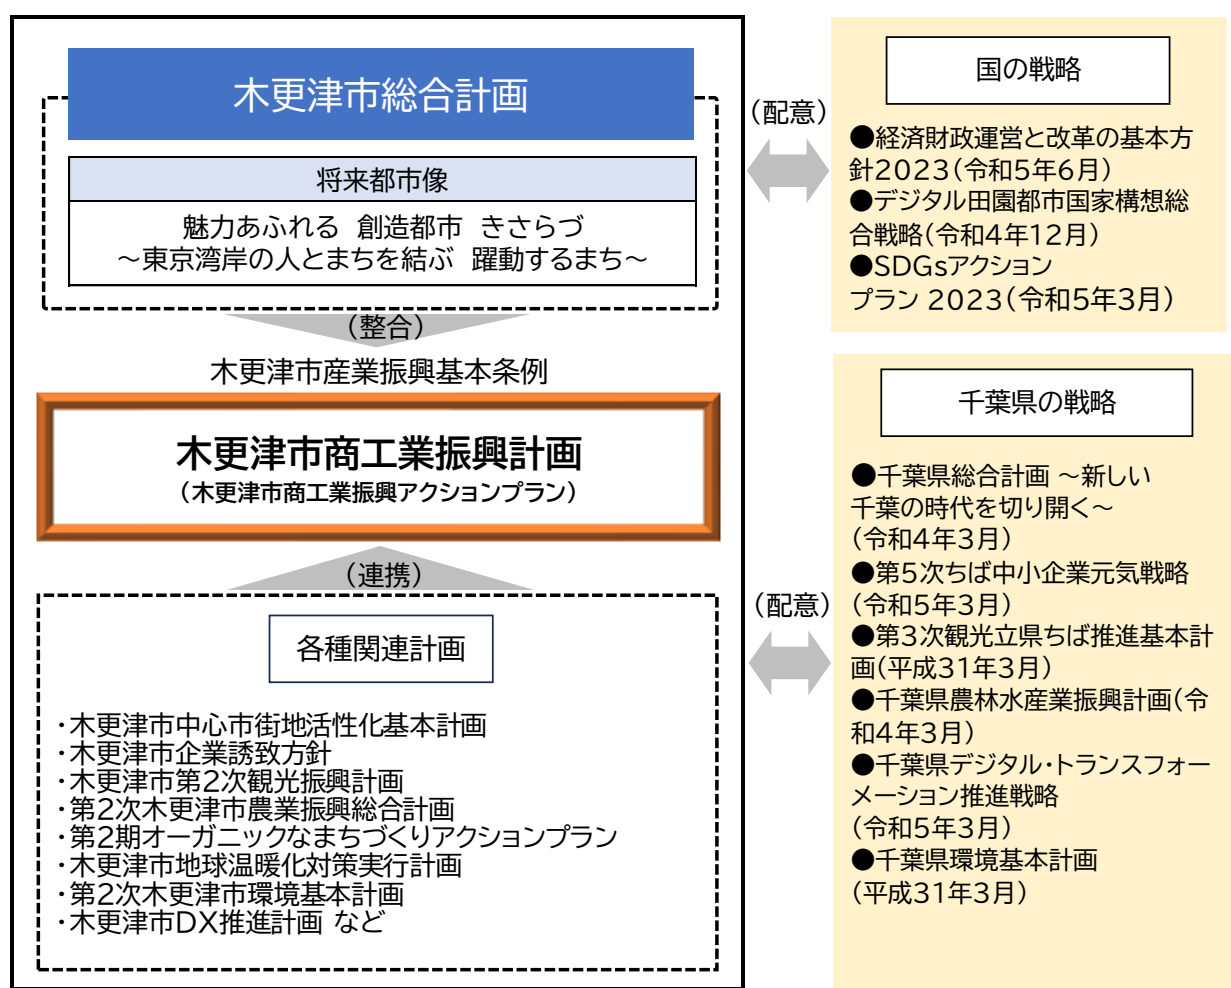 木更津市総合計画
将来都市像
魅力あふれる 創造都市 きさらづ
～東京湾岸の人とまちを結ぶ 躍動するまち～
（整合）
木更津市産業振興基本条例
木更津市商工業振興計画
（木更津市商工業振興アクションプラン）
（連携）
各種関連計画
・木更津市中心市街地活性化基本計画
・木更津市企業誘致方針
・木更津市第2次観光振興計画
・第2次木更津市農業振興総合計画
・第2期オーガニックなまちづくりアクションプラン
・木更津市地球温暖化対策実行計画
・第2次木更津市環境基本計画
・木更津市DX推進計画 など
（配意）
国の戦略
●経済財政運営と改革の基本方
針2023（令和5年6月）
●デジタル田園都市国家構想総
合戦略（令和4年12月）
●SDGsアクション
プラン 2023（令和5年3月）
（配意）
千葉県の戦略
●千葉県総合計画 ～新しい
千葉の時代を切り開く～
（令和4年3月）
●第5次ちば中小企業元気戦略
（令和5年3月）
●第3次観光立県ちば推進基本計
画（平成31年3月）
●千葉県農林水産業振興計画（令
和4年3月）
●千葉県デジタル・トランスフォー
メーション推進戦略
（令和5年3月）
●千葉県環境基本計画
（平成31年3月）